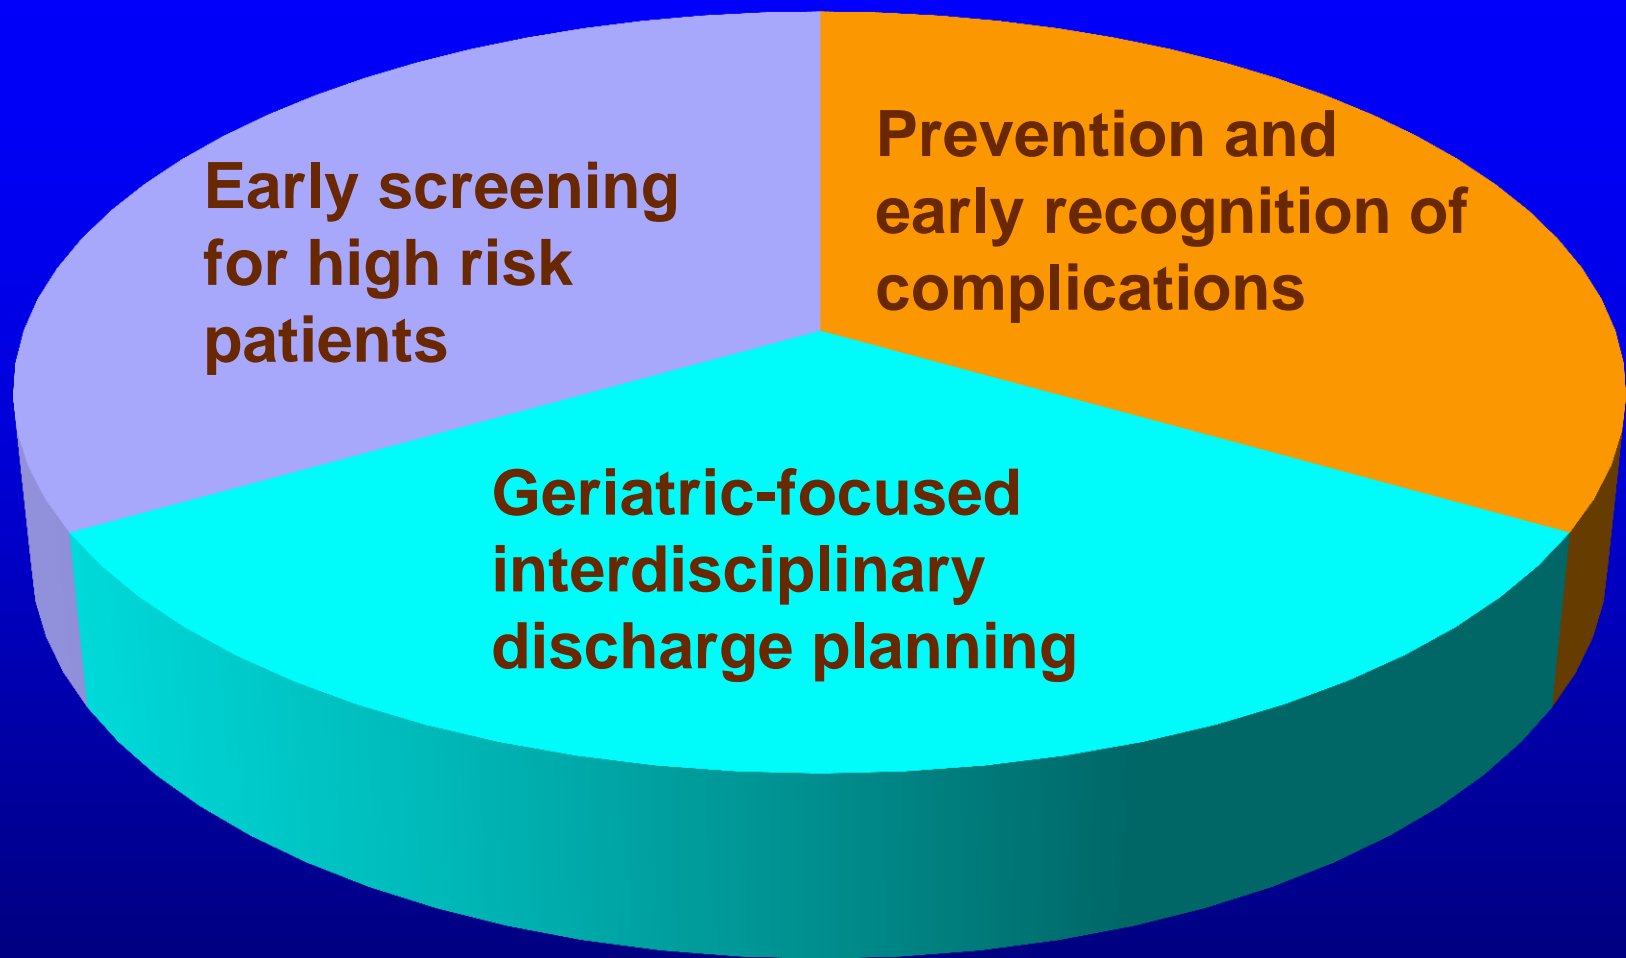 Early screening
for high risk
patients
Prevention and
early recognition of
complications
Geriatric-focused
interdisciplinary
discharge planning